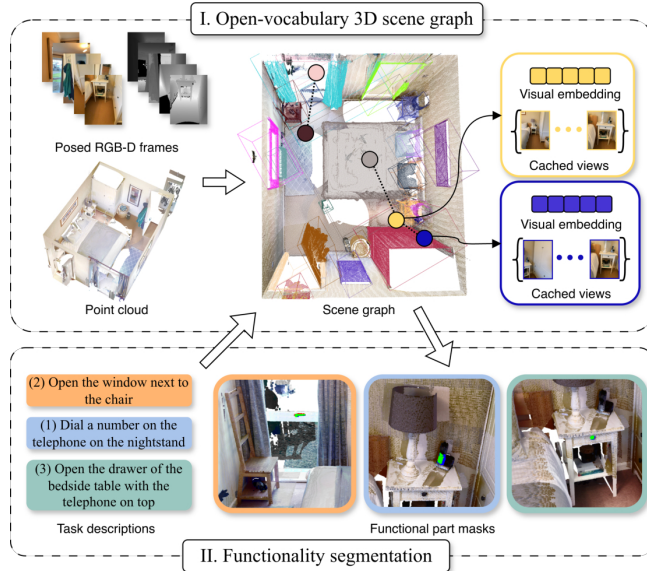 I. Open-vocabulary 3D scene graph
Posed RGB-D frames
Point cloud
Scene graph
Visual embedding
Cached views
Visual embedding
Cached views
(2) Open the window next to
the chair
(1) Dial a number on the
telephone on the nightstand
(3) Open the drawer of the
bedside table with the
telephone on top
Task descriptions
Functional part masks
II. Functionality segmentation